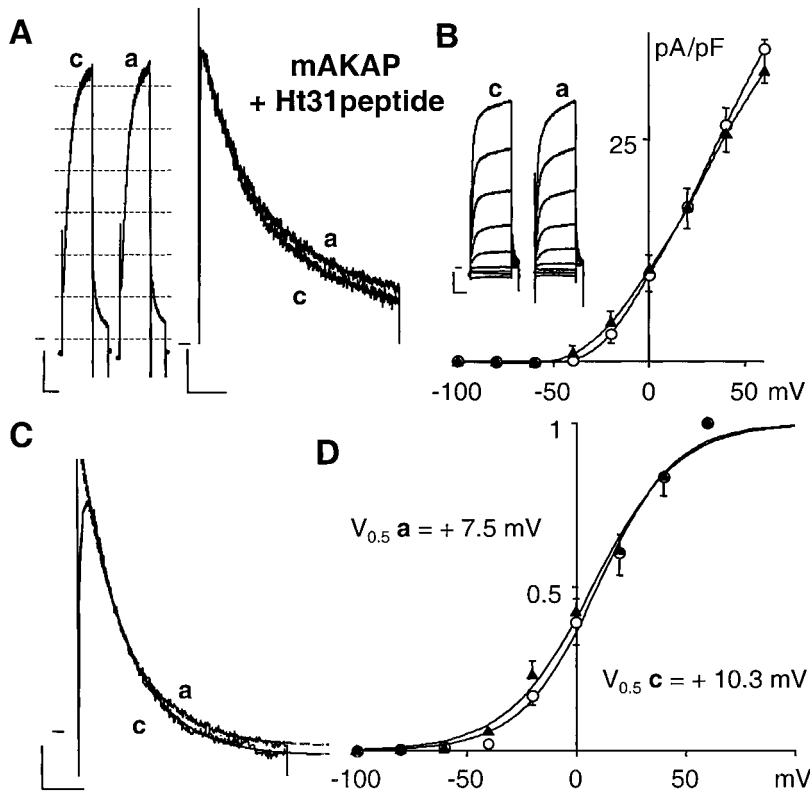 A
c a
mAKAP
+ Ht31peptide
a
c
B
pA/pF
c a
25
-100 -50 0 50 mV
C
a
c
D
1
V0.5 a = + 7.5 mV
0.5
V0.5 c = + 10.3 mV
-100 -50 0 50 mV